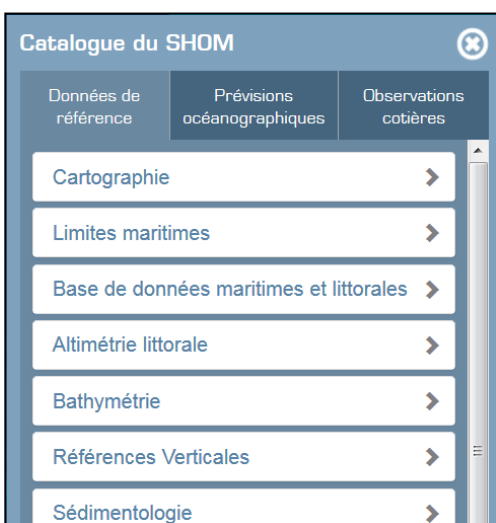 Catalogue du SHOM
Données de référence
Prévisions océanographiques
Observations cotières
Cartographie
Limites maritimes
Base de données maritimes et littorales
Altimétrie littorale
Bathymétrie
Références Verticales
Sédimentologie